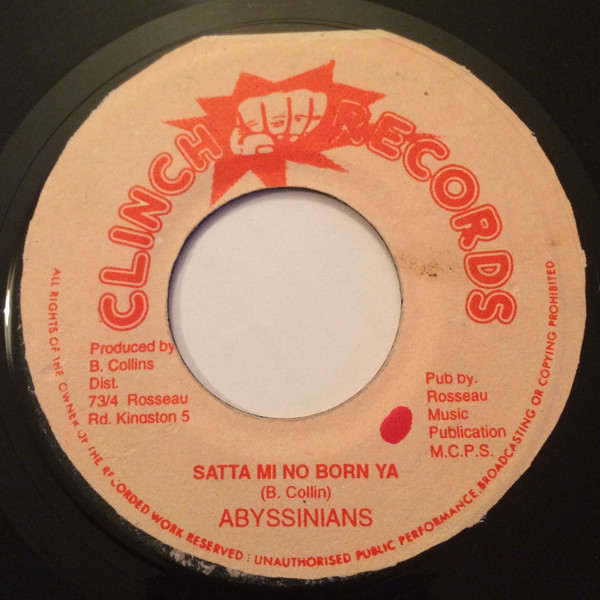 CLINCH RECORDS
Produced by
B. Collins
Dist.
73/4 Rosseau
Rd. Kingston 5
Pub by.
Rosseau
Music
Publication
M.C.P.S.
SATTA MI NO BORN YA
(B. Collin)
ABYSSINIANS
ALL RIGHTS OF THE OWNER OF THE RECORDED WORK RESERVED : UNAUTHORISED PUBLIC PERFORMANCE. BROADCASTING OR COPYING PROHIBITED